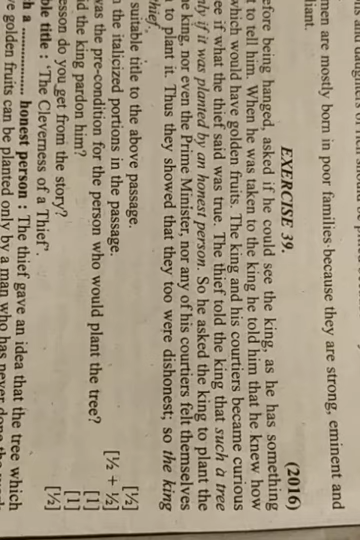 men are mostly born in poor families because they are strong, eminent and
liant.
EXERCISE 39. (2016)
efore being hanged, asked if he could see the king, as he has something
t to tell him. When he was taken to the king he told him that he knew how
which would have golden fruits. The king and his courtiers became curious
ee if what the thief said was true. The thief told the king that such a tree
nly if it was planted by an honest person. So he asked the king to plant the
he king, nor even the Prime Minister, nor any of his courtiers felt themselves
n to plant it. Thus they showed that they too were dishonest; so the king
thief.
suitable title to the above passage. [½]
n the italicized portions in the passage. [½ + ½]
was the pre-condition for the person who would plant the tree? [1]
id the king pardon him? [1]
esson do you get from the story? [½]
ble title : 'The Cleverness of a Thief'.
h a .............. honest person : The thief gave an idea that the tree which
ve golden fruits can be planted only by a man who has never done